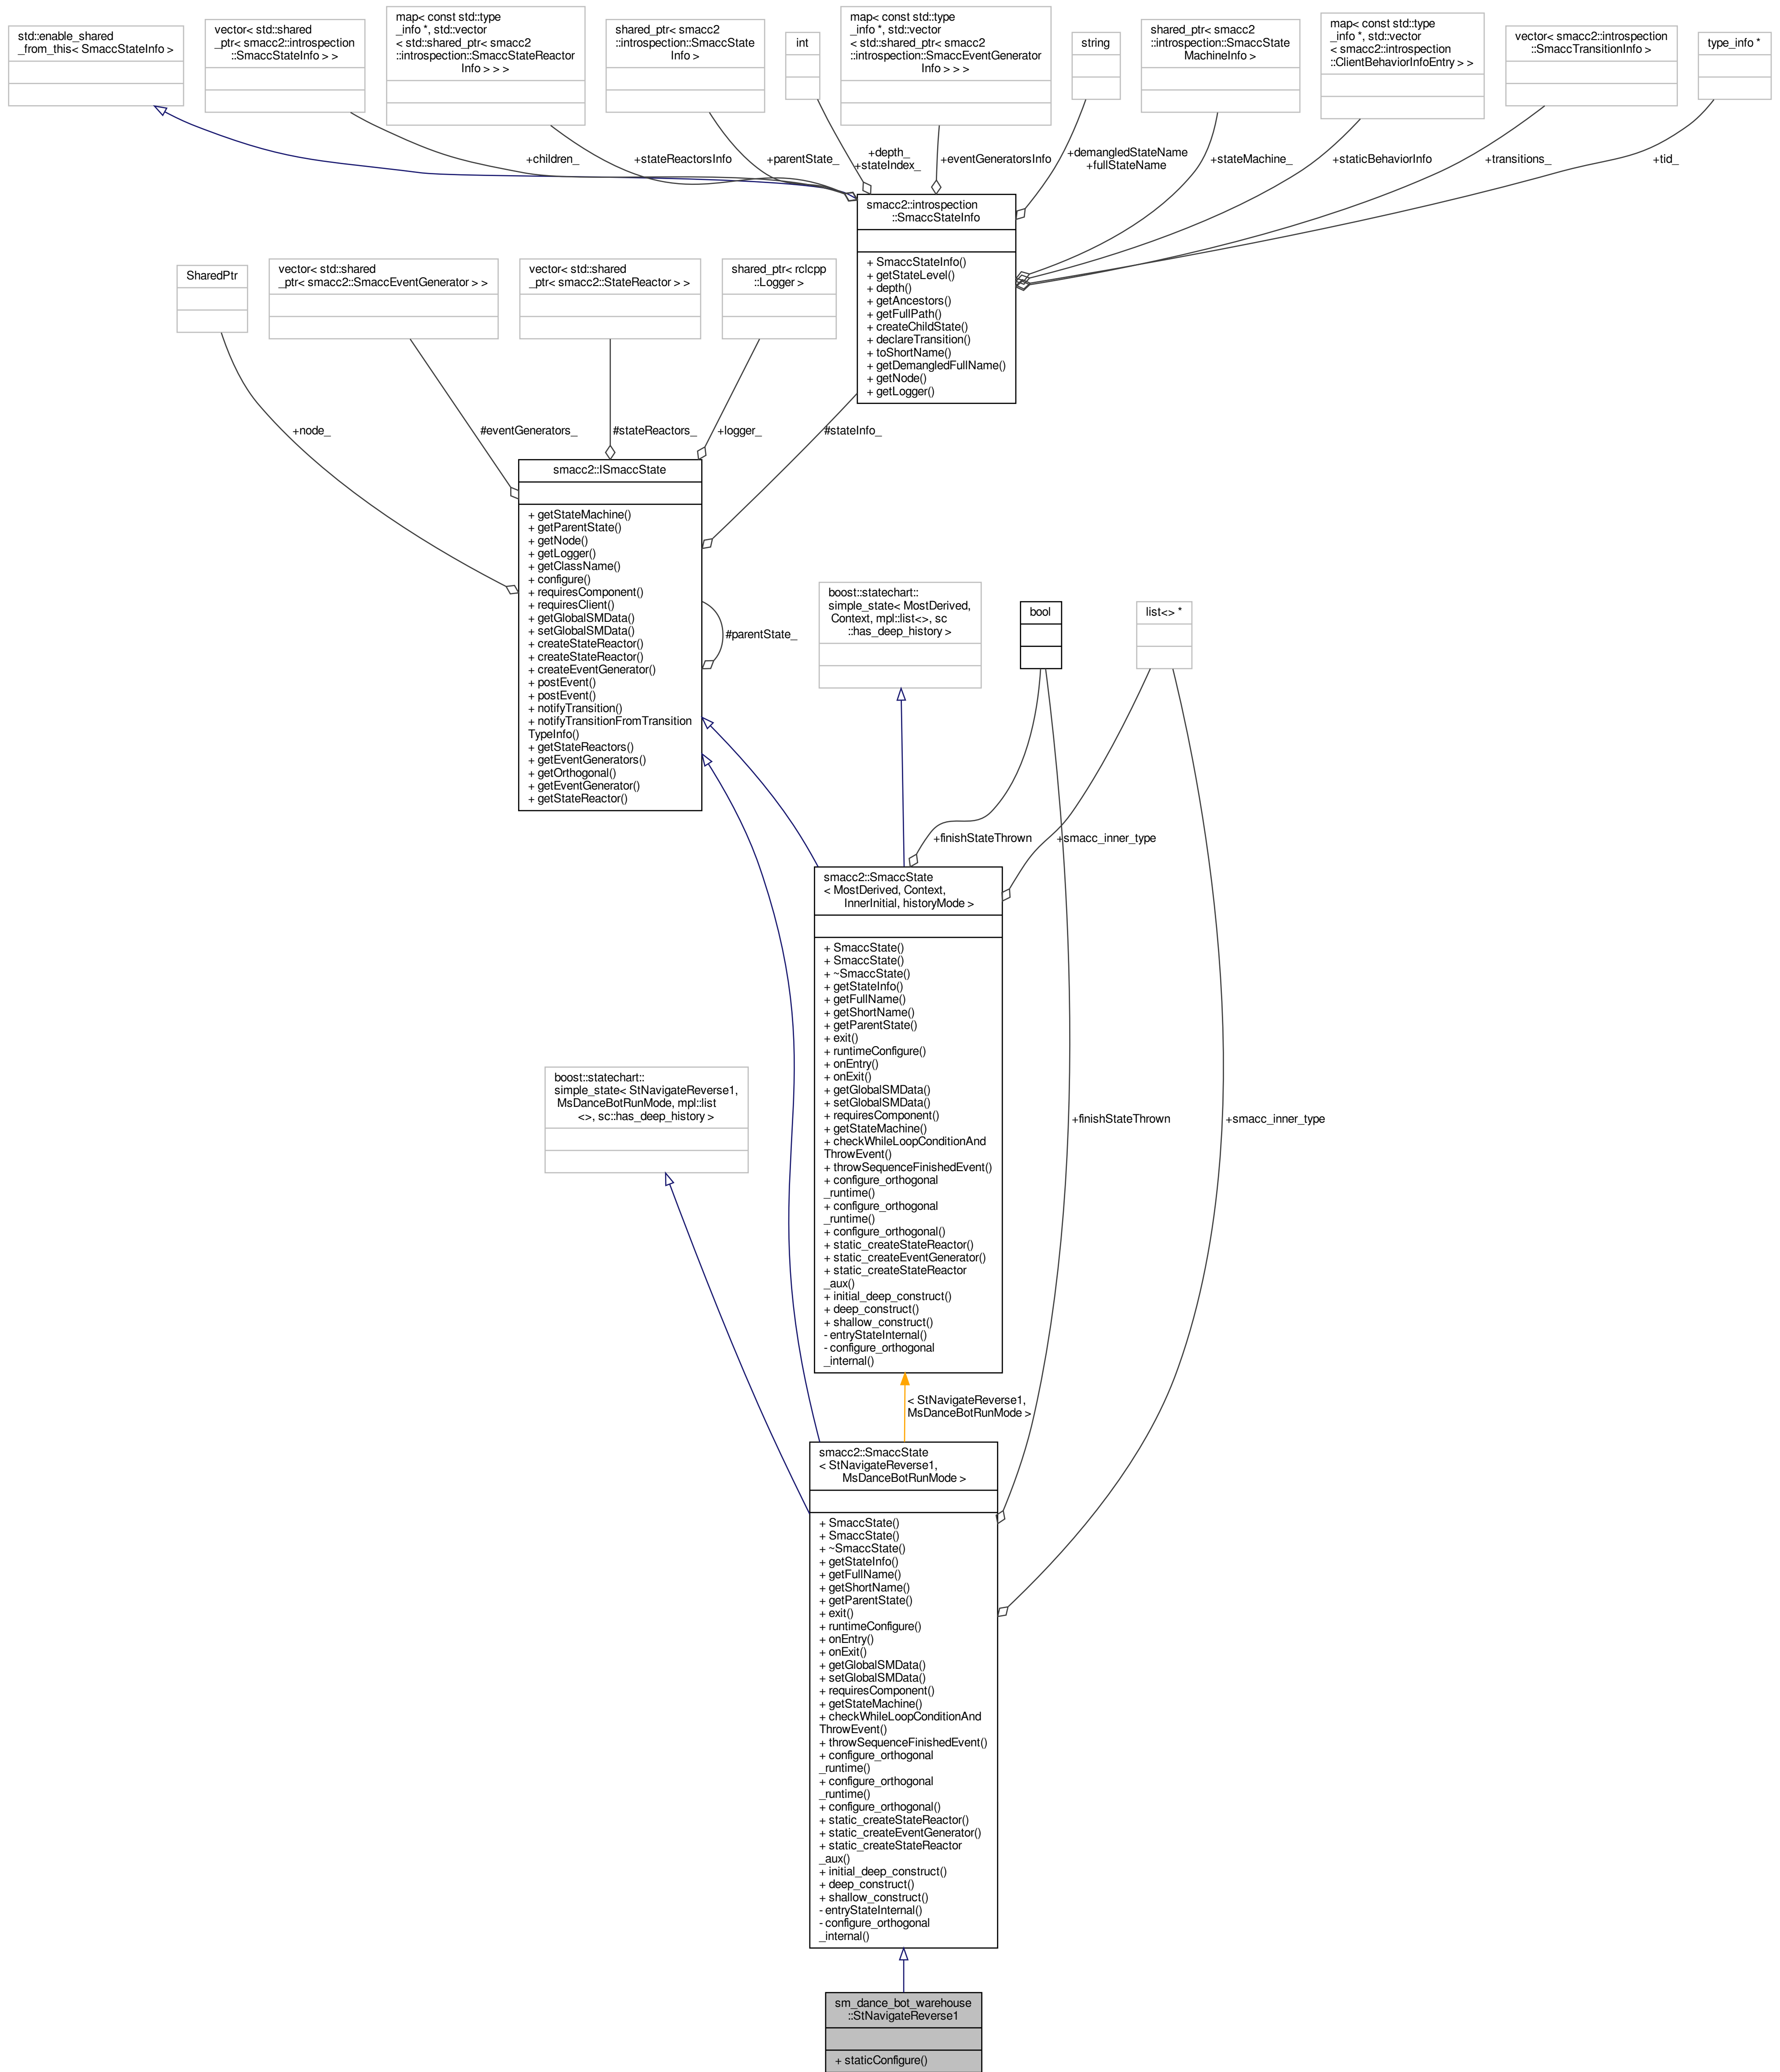 std::enable_shared
_from_this< SmaccStateInfo >
vector< std::shared
_ptr< smacc2::introspection
::SmaccStateInfo > >
map< const std::type
_info *, std::vector
< std::shared_ptr< smacc2
::introspection::SmaccStateReactor
Info > > >
shared_ptr< smacc2
::introspection::SmaccState
Info >
int
map< const std::type
_info *, std::vector
< std::shared_ptr< smacc2
::introspection::SmaccEventGenerator
Info > > >
string
shared_ptr< smacc2
::introspection::SmaccState
MachineInfo >
map< const std::type
_info *, std::vector
< smacc2::introspection
::ClientBehaviorInfoEntry > >
vector< smacc2::introspection
::SmaccTransitionInfo >
type_info *
+children_
+stateReactorsInfo
+parentState_
+depth_
+stateIndex_
+eventGeneratorsInfo
+demangledStateName
+fullStateName
+stateMachine_
+staticBehaviorInfo
+transitions_
+tid_
smacc2::introspection
::SmaccStateInfo
+ SmaccStateInfo()
+ getStateLevel()
+ depth()
+ getAncestors()
+ getFullPath()
+ createChildState()
+ declareTransition()
+ toShortName()
+ getDemangledFullName()
+ getNode()
+ getLogger()
SharedPtr
vector< std::shared
_ptr< smacc2::SmaccEventGenerator > >
vector< std::shared
_ptr< smacc2::StateReactor > >
shared_ptr< rclcpp
::Logger >
+node_
#eventGenerators_
#stateReactors_
+logger_
#stateInfo_
smacc2::ISmaccState
+ getStateMachine()
+ getParentState()
+ getNode()
+ getLogger()
+ getClassName()
+ configure()
+ requiresComponent()
+ requiresClient()
+ getGlobalSMData()
+ setGlobalSMData()
+ createStateReactor()
+ createStateReactor()
+ createEventGenerator()
+ postEvent()
+ postEvent()
+ notifyTransition()
+ notifyTransitionFromTransition
TypeInfo()
+ getStateReactors()
+ getEventGenerators()
+ getOrthogonal()
+ getEventGenerator()
+ getStateReactor()
#parentState_
boost::statechart::
simple_state< MostDerived,
Context, mpl::list<>, sc
::has_deep_history >
bool
list<> *
+finishStateThrown
+smacc_inner_type
smacc2::SmaccState
< MostDerived, Context,
InnerInitial, historyMode >
+ SmaccState()
+ SmaccState()
+ ~SmaccState()
+ getStateInfo()
+ getFullName()
+ getShortName()
+ getParentState()
+ exit()
+ runtimeConfigure()
+ onEntry()
+ onExit()
+ getGlobalSMData()
+ setGlobalSMData()
+ requiresComponent()
+ getStateMachine()
+ checkWhileLoopConditionAnd
ThrowEvent()
+ throwSequenceFinishedEvent()
+ configure_orthogonal
_runtime()
+ configure_orthogonal
_runtime()
+ configure_orthogonal()
+ static_createStateReactor()
+ static_createEventGenerator()
+ static_createStateReactor
_aux()
+ initial_deep_construct()
+ deep_construct()
+ shallow_construct()
- entryStateInternal()
- configure_orthogonal
_internal()
boost::statechart::
simple_state< StNavigateReverse1,
MsDanceBotRunMode, mpl::list
<>, sc::has_deep_history >
+finishStateThrown
+smacc_inner_type
< StNavigateReverse1,
MsDanceBotRunMode >
smacc2::SmaccState
< StNavigateReverse1,
MsDanceBotRunMode >
+ SmaccState()
+ SmaccState()
+ ~SmaccState()
+ getStateInfo()
+ getFullName()
+ getShortName()
+ getParentState()
+ exit()
+ runtimeConfigure()
+ onEntry()
+ onExit()
+ getGlobalSMData()
+ setGlobalSMData()
+ requiresComponent()
+ getStateMachine()
+ checkWhileLoopConditionAnd
ThrowEvent()
+ throwSequenceFinishedEvent()
+ configure_orthogonal
_runtime()
+ configure_orthogonal
_runtime()
+ configure_orthogonal()
+ static_createStateReactor()
+ static_createEventGenerator()
+ static_createStateReactor
_aux()
+ initial_deep_construct()
+ deep_construct()
+ shallow_construct()
- entryStateInternal()
- configure_orthogonal
_internal()
sm_dance_bot_warehouse
::StNavigateReverse1
+ staticConfigure()